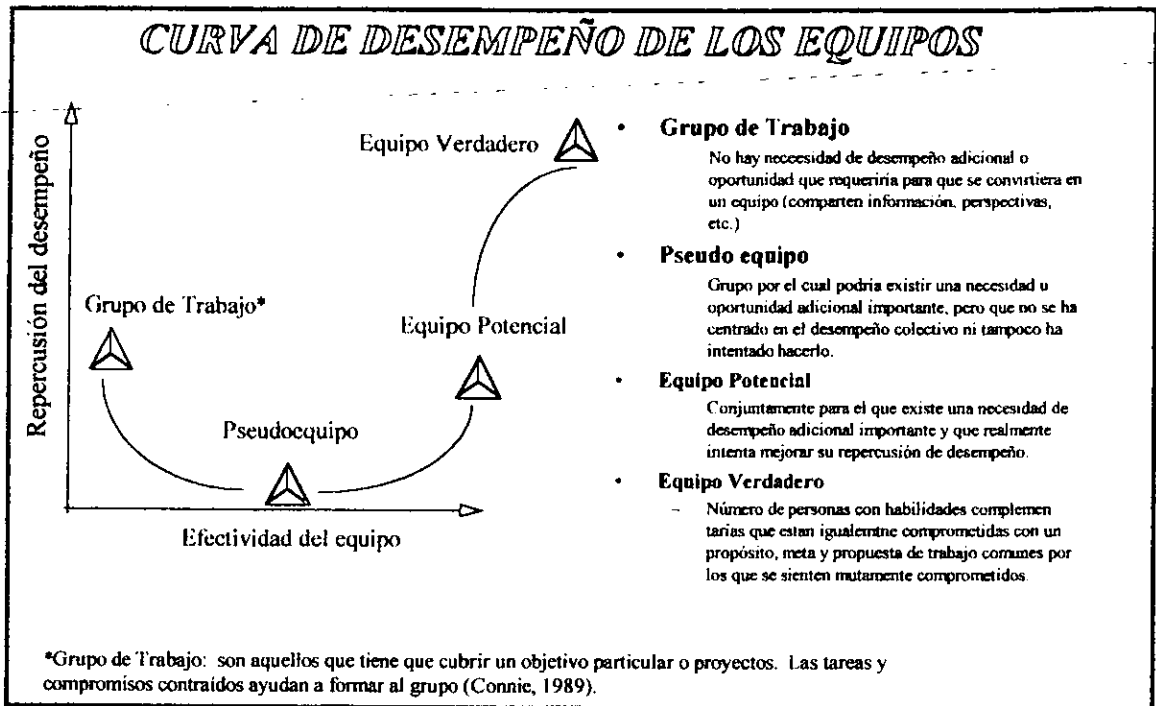 CURVA DE DESEMPEÑO DE LOS EQUIPOS
Repercusión del desempeño
Equipo Verdadero
Grupo de Trabajo*
Equipo Potencial
Pseudoequipo
Efectividad del equipo
• Grupo de Trabajo
No hay necesidad de desempeño adicional o
oportunidad que requeriría para que se convirtiera en
un equipo (comparten información, perspectivas,
etc.)
• Pseudo equipo
Grupo por el cual podría existir una necesidad u
oportunidad adicional importante, pero que no se ha
centrado en el desempeño colectivo ni tampoco ha
intentado hacerlo.
• Equipo Potencial
Conjuntamente para el que existe una necesidad de
desempeño adicional importante y que realmente
intenta mejorar su repercusión de desempeño.
• Equipo Verdadero
– Número de personas con habilidades complemen
tarias que estan igualemtne comprometidas con un
propósito, meta y propuesta de trabajo comunes por
los que se sienten mutamente comprometidos.
*Grupo de Trabajo: son aquellos que tiene que cubrir un objetivo particular o proyectos. Las tareas y
compromisos contraídos ayudan a formar al grupo (Connie, 1989).